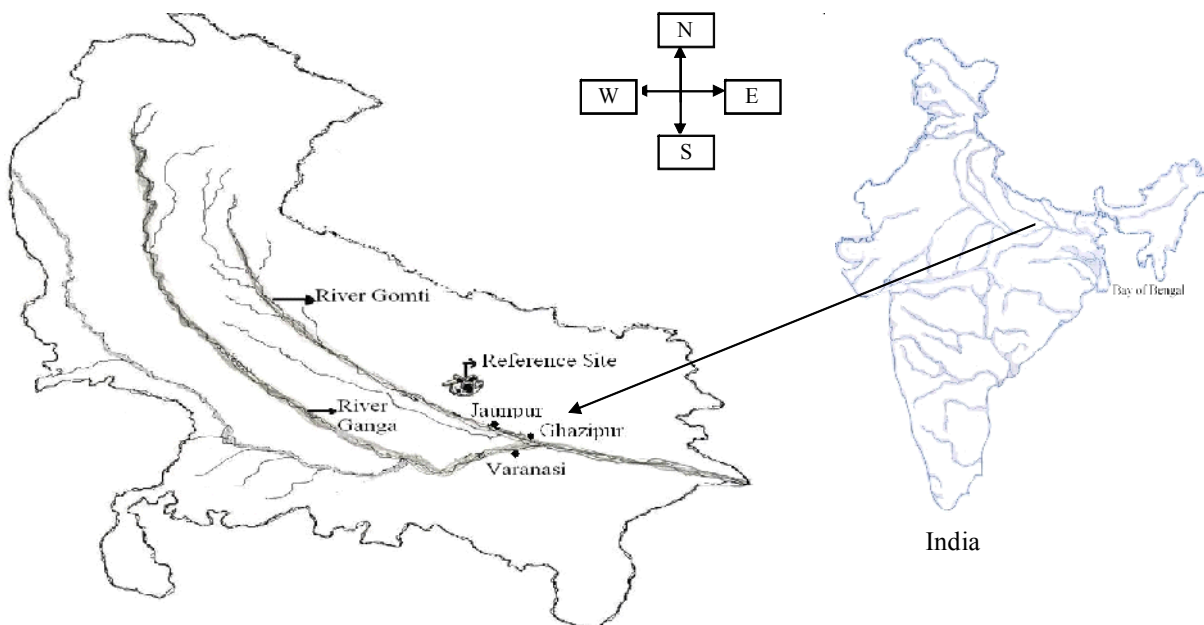 N
W
E
S
River Gomti
Reference Site
River
Ganga
Jaunpur
Ghazipur
Varanasi
Bay of Bengal
India